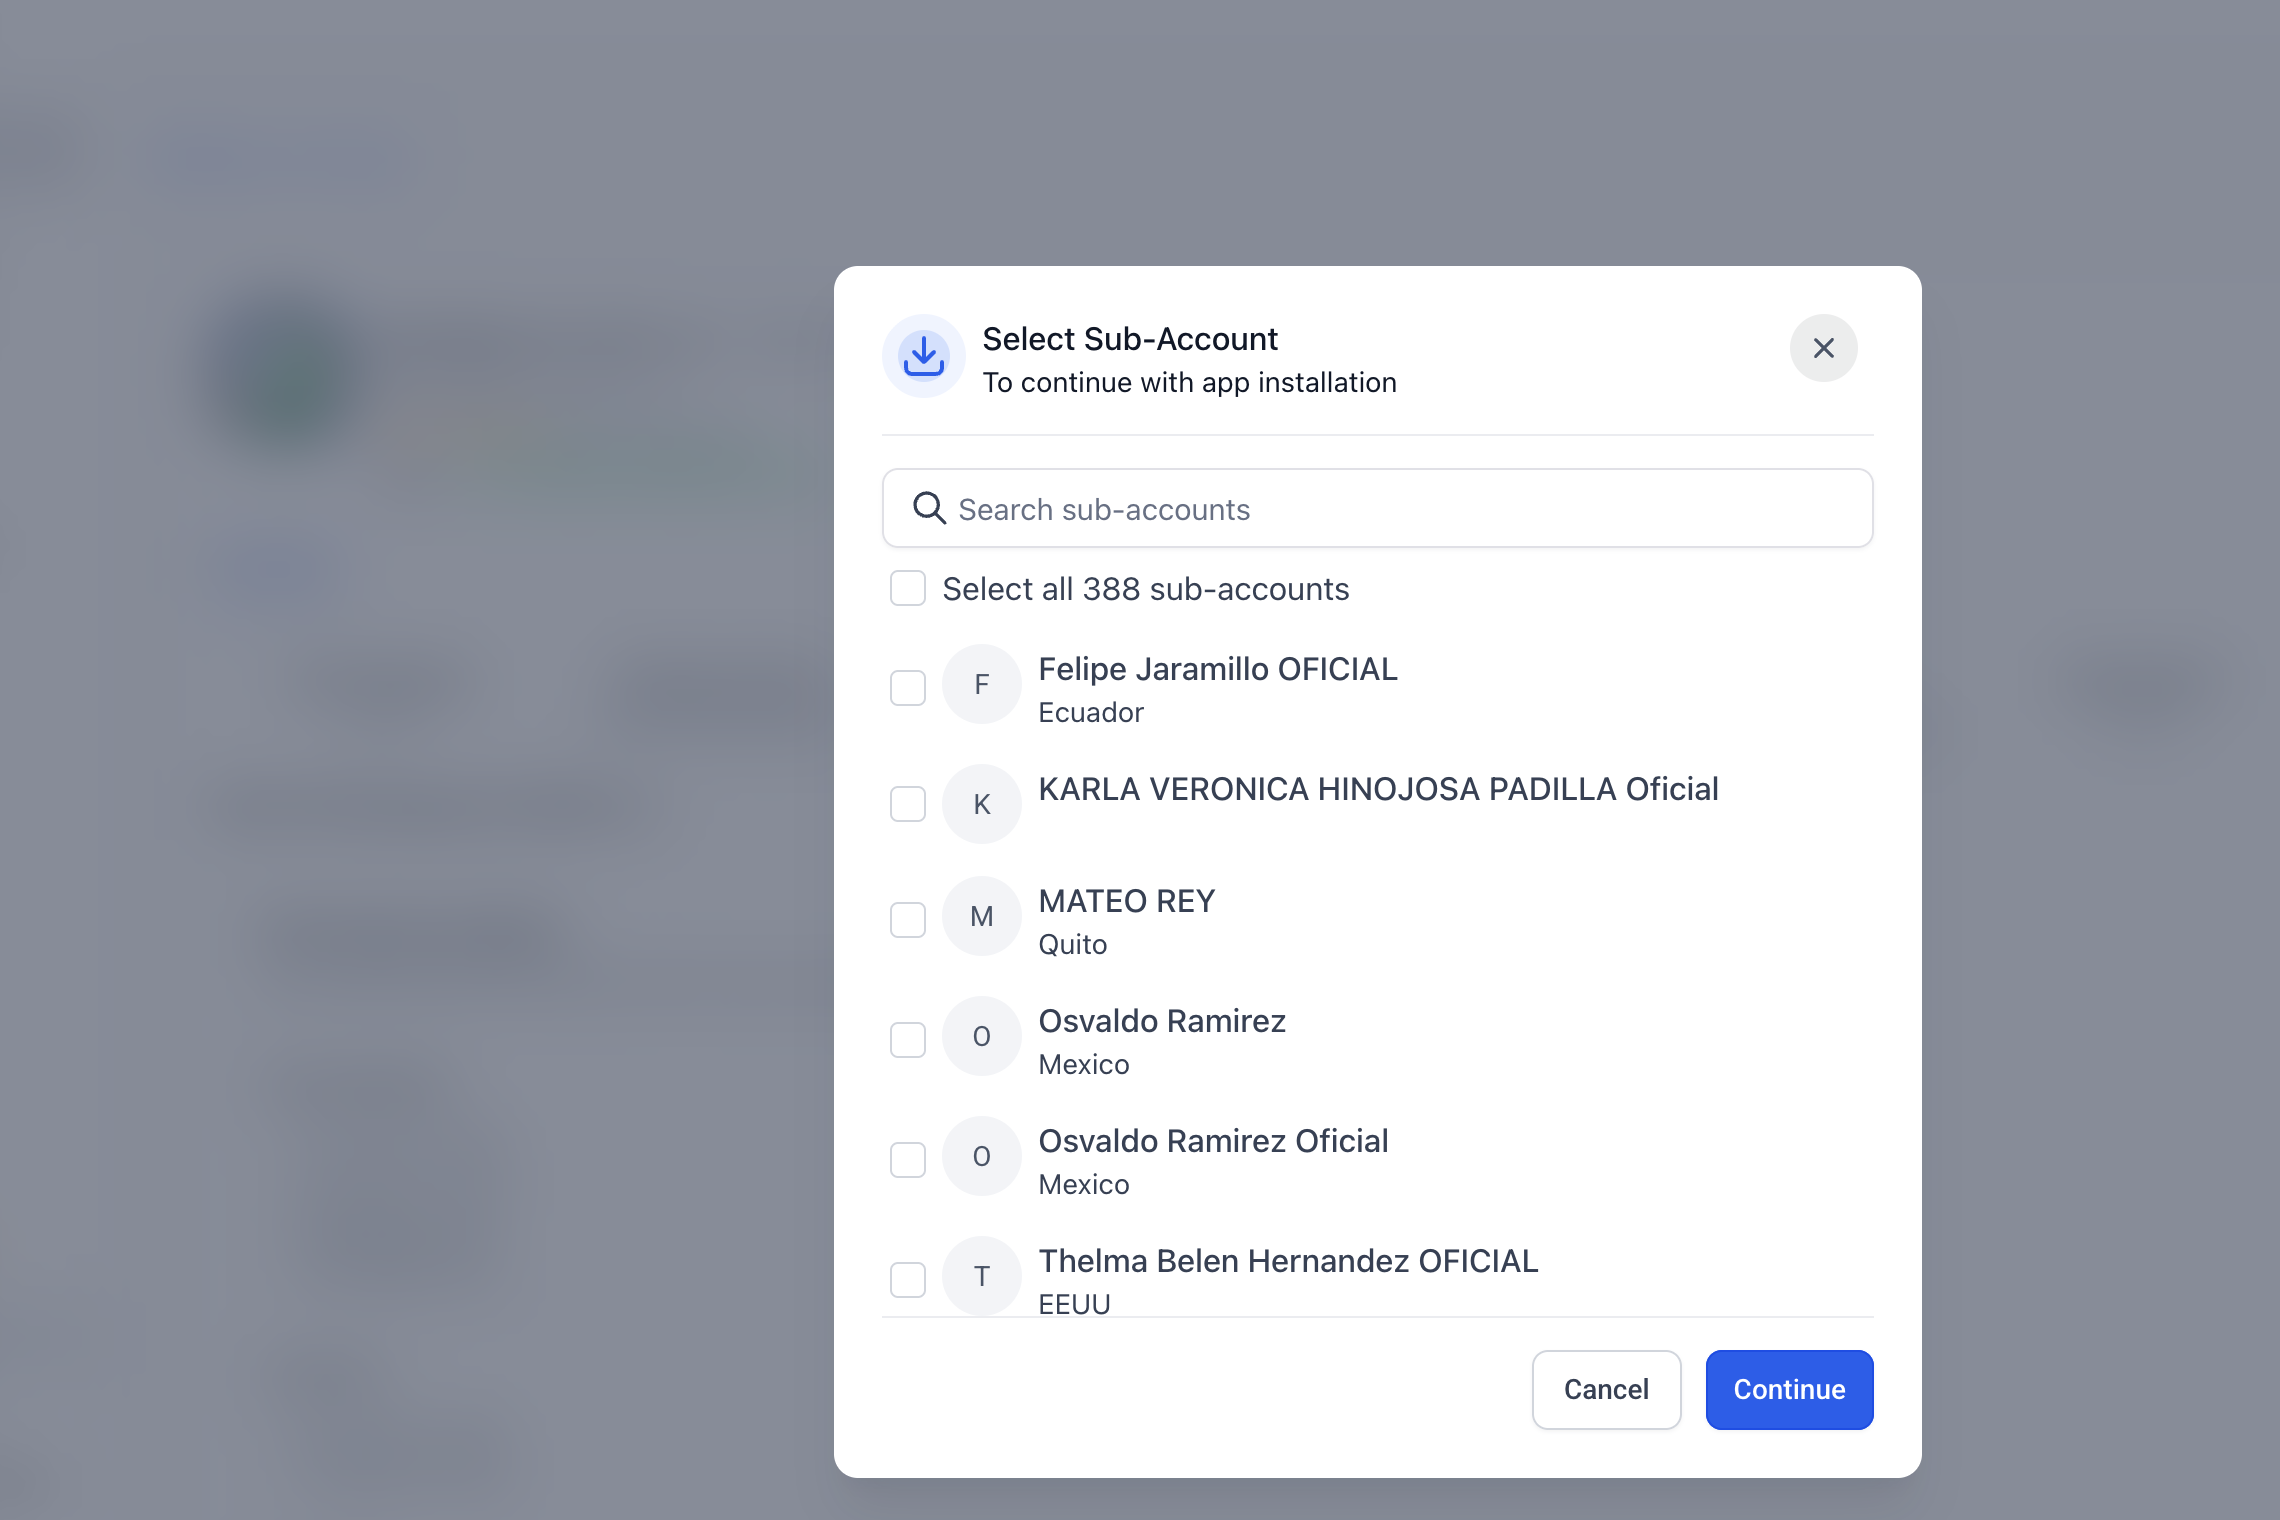 Select Sub-Account
To continue with app installation
Search sub-accounts
Select all 388 sub-accounts
F
Felipe Jaramillo OFICIAL
Ecuador
K
KARLA VERONICA HINOJOSA PADILLA Oficial
M
MATEO REY
Quito
O
Osvaldo Ramirez
Mexico
O
Osvaldo Ramirez Oficial
Mexico
T
Thelma Belen Hernandez OFICIAL
EEUU
Cancel
Continue